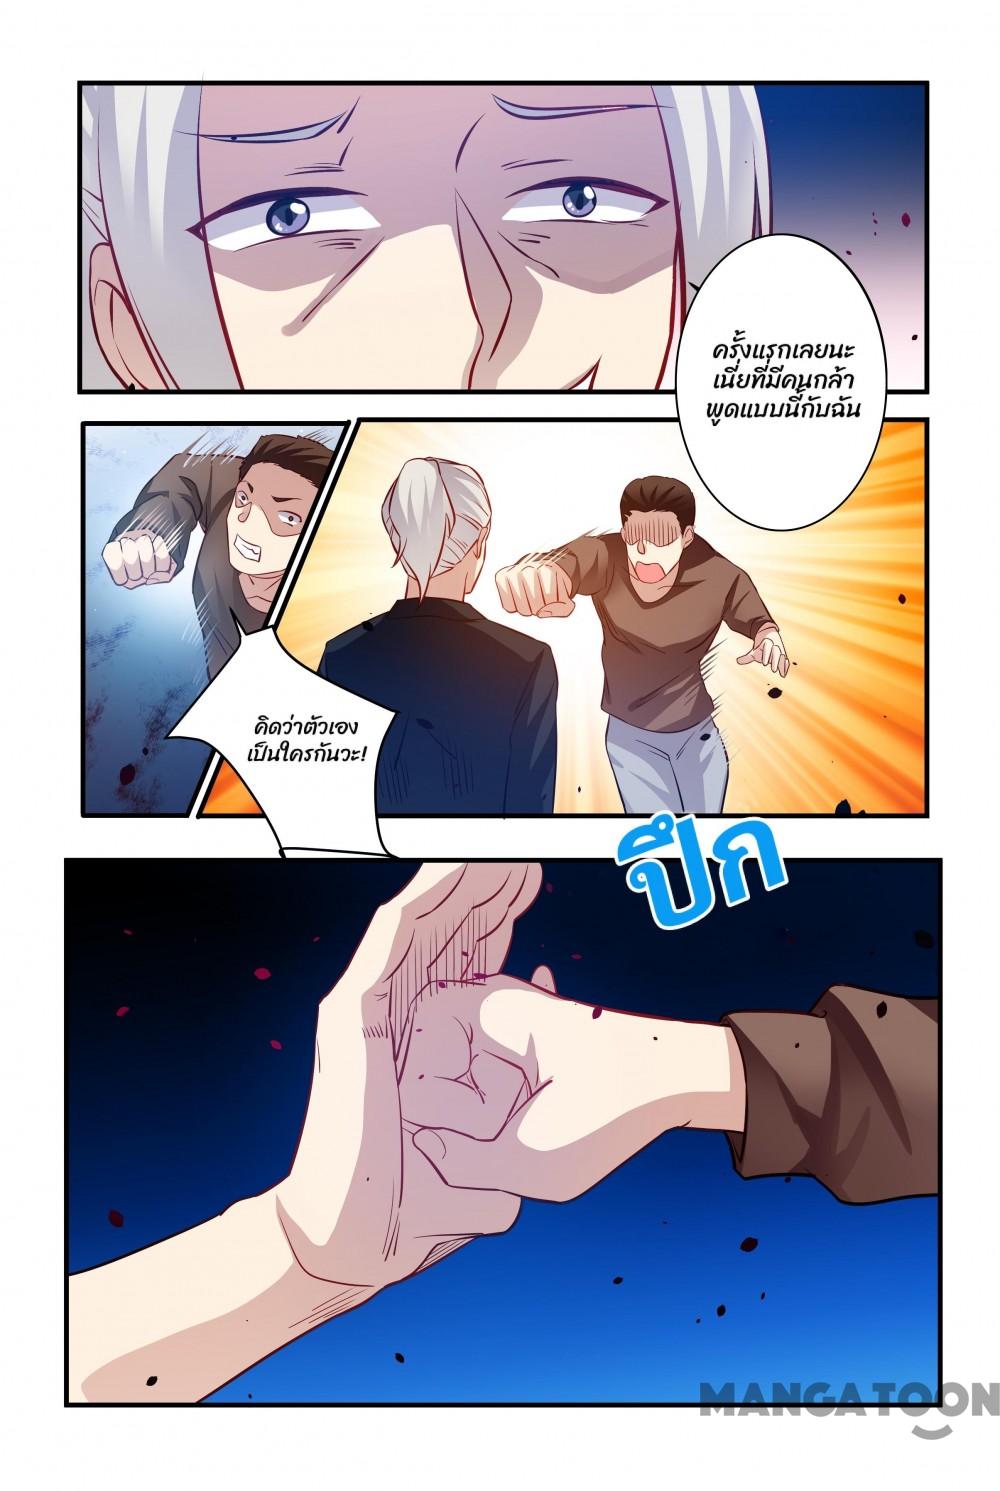 ครั้งแรกเลยนะ
เนี่ยที่มีคนกล้า
พูดแบบนี้กับฉัน
คิดว่าตัวเอง
เป็นใครกันวะ!
ปึก
MANGATOON